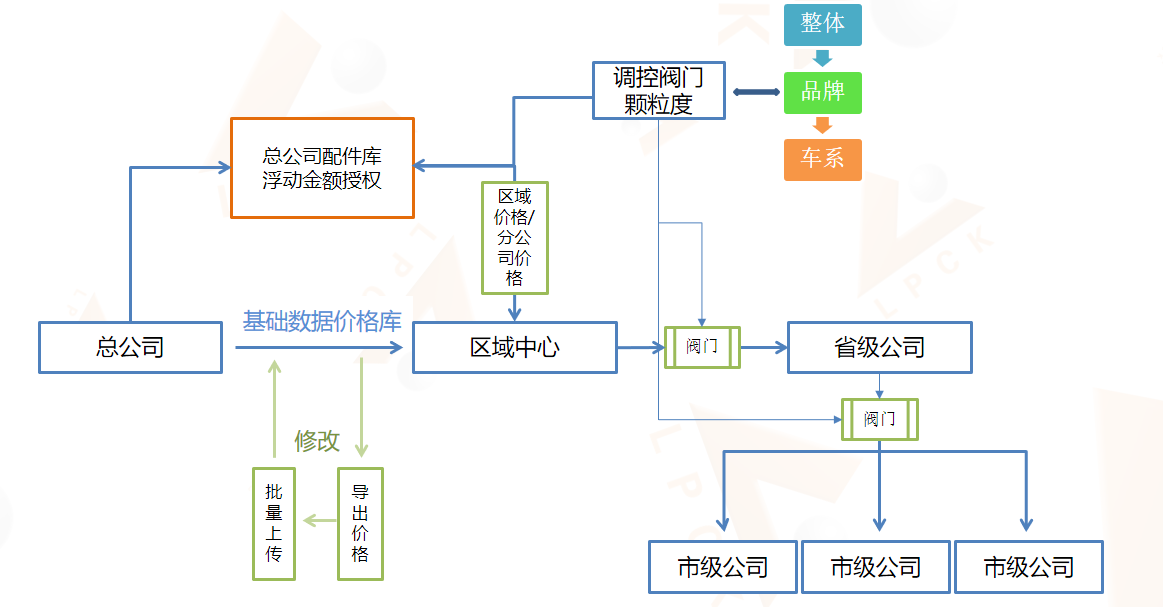 整体
调控阀门
颗粒度
品牌
车系
总公司配件库
浮动金额授权
区域
价格/
分公
司价
格
基础数据价格库
总公司
区域中心
阀门
省级公司
阀门
修改
批
量
上
传
导
出
价
格
市级公司
市级公司
市级公司
LPCK
LPCK
LP
LP
K